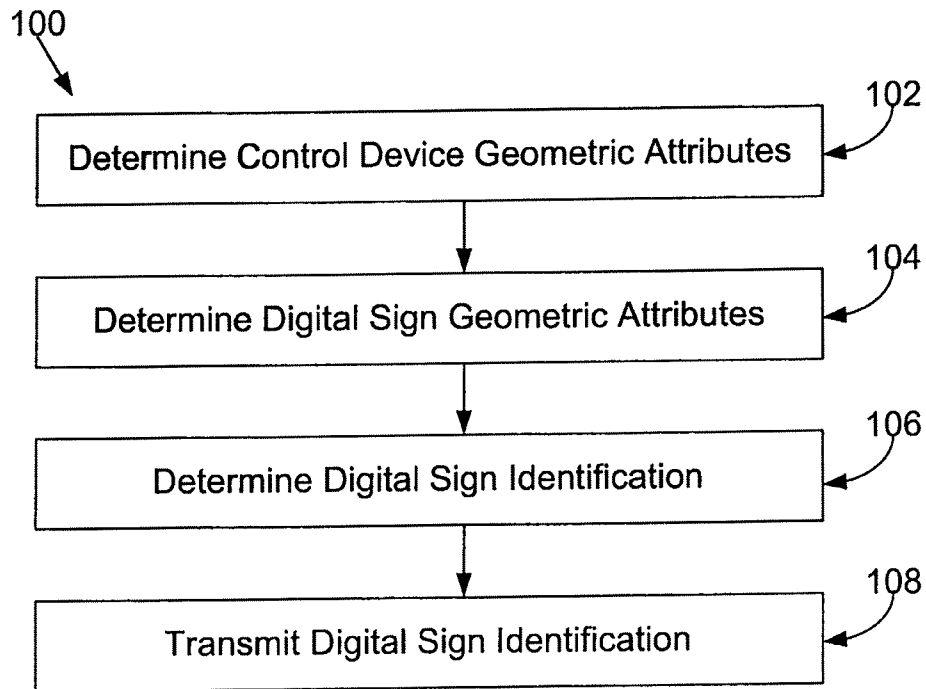 100
102
Determine Control Device Geometric Attributes
104
Determine Digital Sign Geometric Attributes
106
Determine Digital Sign Identification
108
Transmit Digital Sign Identification